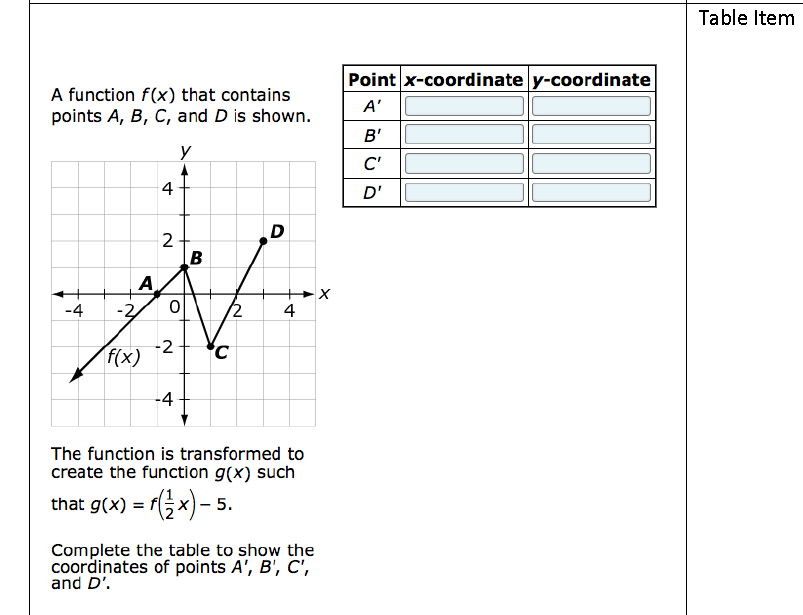 Table Item
A function f(x) that contains
points A, B, C, and D is shown.
y
4
2
D
B
A
x
-4
-2
0
2
4
f(x)
-2
C
-4
The function is transformed to
create the function g(x) such
that g(x) = f(1/2 x) – 5.
Complete the table to show the
coordinates of points A', B', C',
and D'.
Point x-coordinate y-coordinate
A'
B'
C'
D'